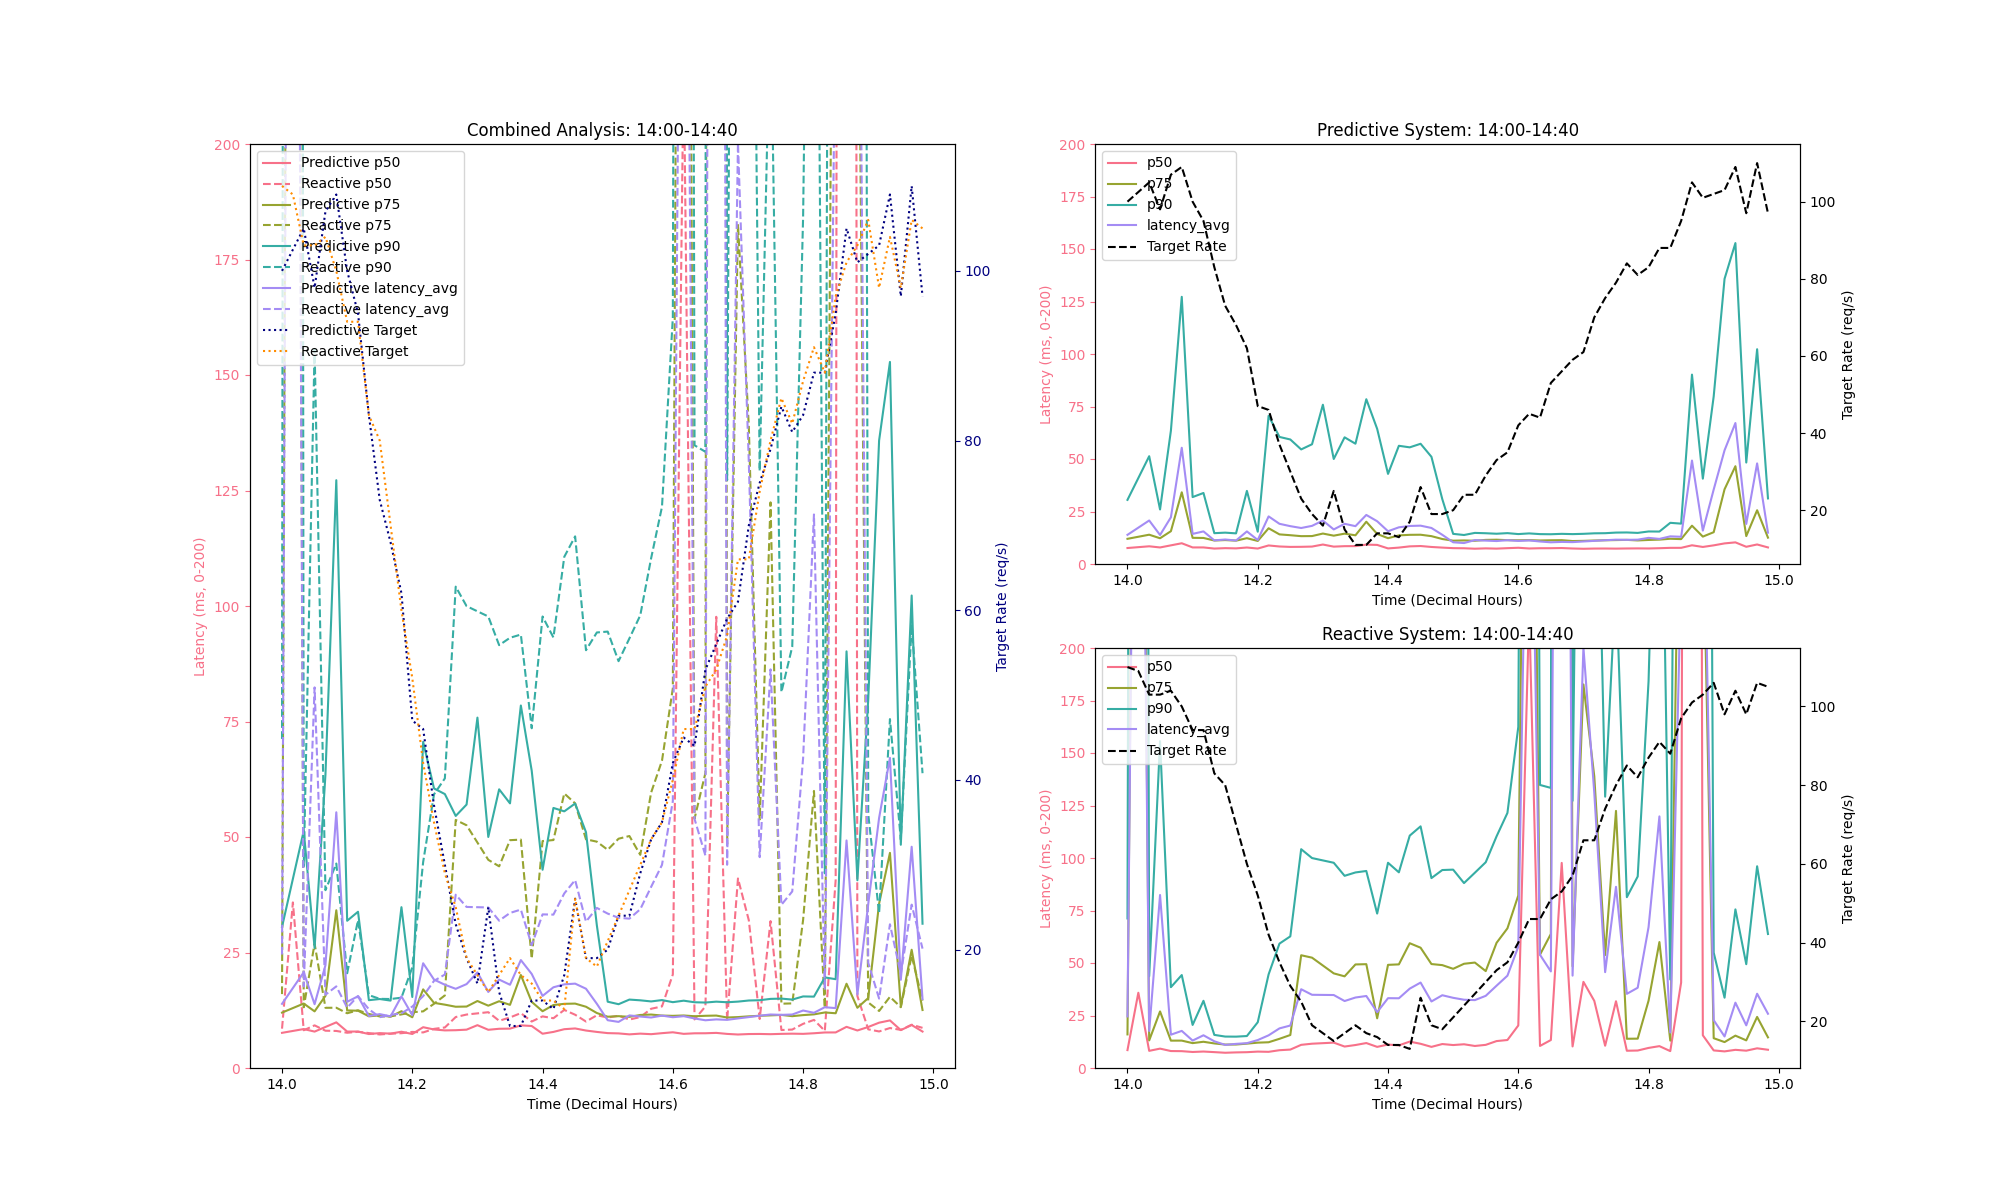 Combined Analysis: 14:00-14:40
200
175
150
125
100
75
50
25
0
Latency (ms, 0-200)
Predictive p50
Reactive p50
Predictive p75
Reactive p75
Predictive p90
Reactive p90
Predictive latency_avg
Reactive latency_avg
Predictive Target
Reactive Target
100
80
60
40
20
Target Rate (req/s)
14.0 14.2 14.4 14.6 14.8 15.0
Time (Decimal Hours)
Predictive System: 14:00-14:40
200
175
150
125
100
75
50
25
0
Latency (ms, 0-200)
p50
p75
p90
latency_avg
Target Rate
100
80
60
40
20
Target Rate (req/s)
14.0 14.2 14.4 14.6 14.8 15.0
Time (Decimal Hours)
Reactive System: 14:00-14:40
200
175
150
125
100
75
50
25
0
Latency (ms, 0-200)
p50
p75
p90
latency_avg
Target Rate
100
80
60
40
20
Target Rate (req/s)
14.0 14.2 14.4 14.6 14.8 15.0
Time (Decimal Hours)